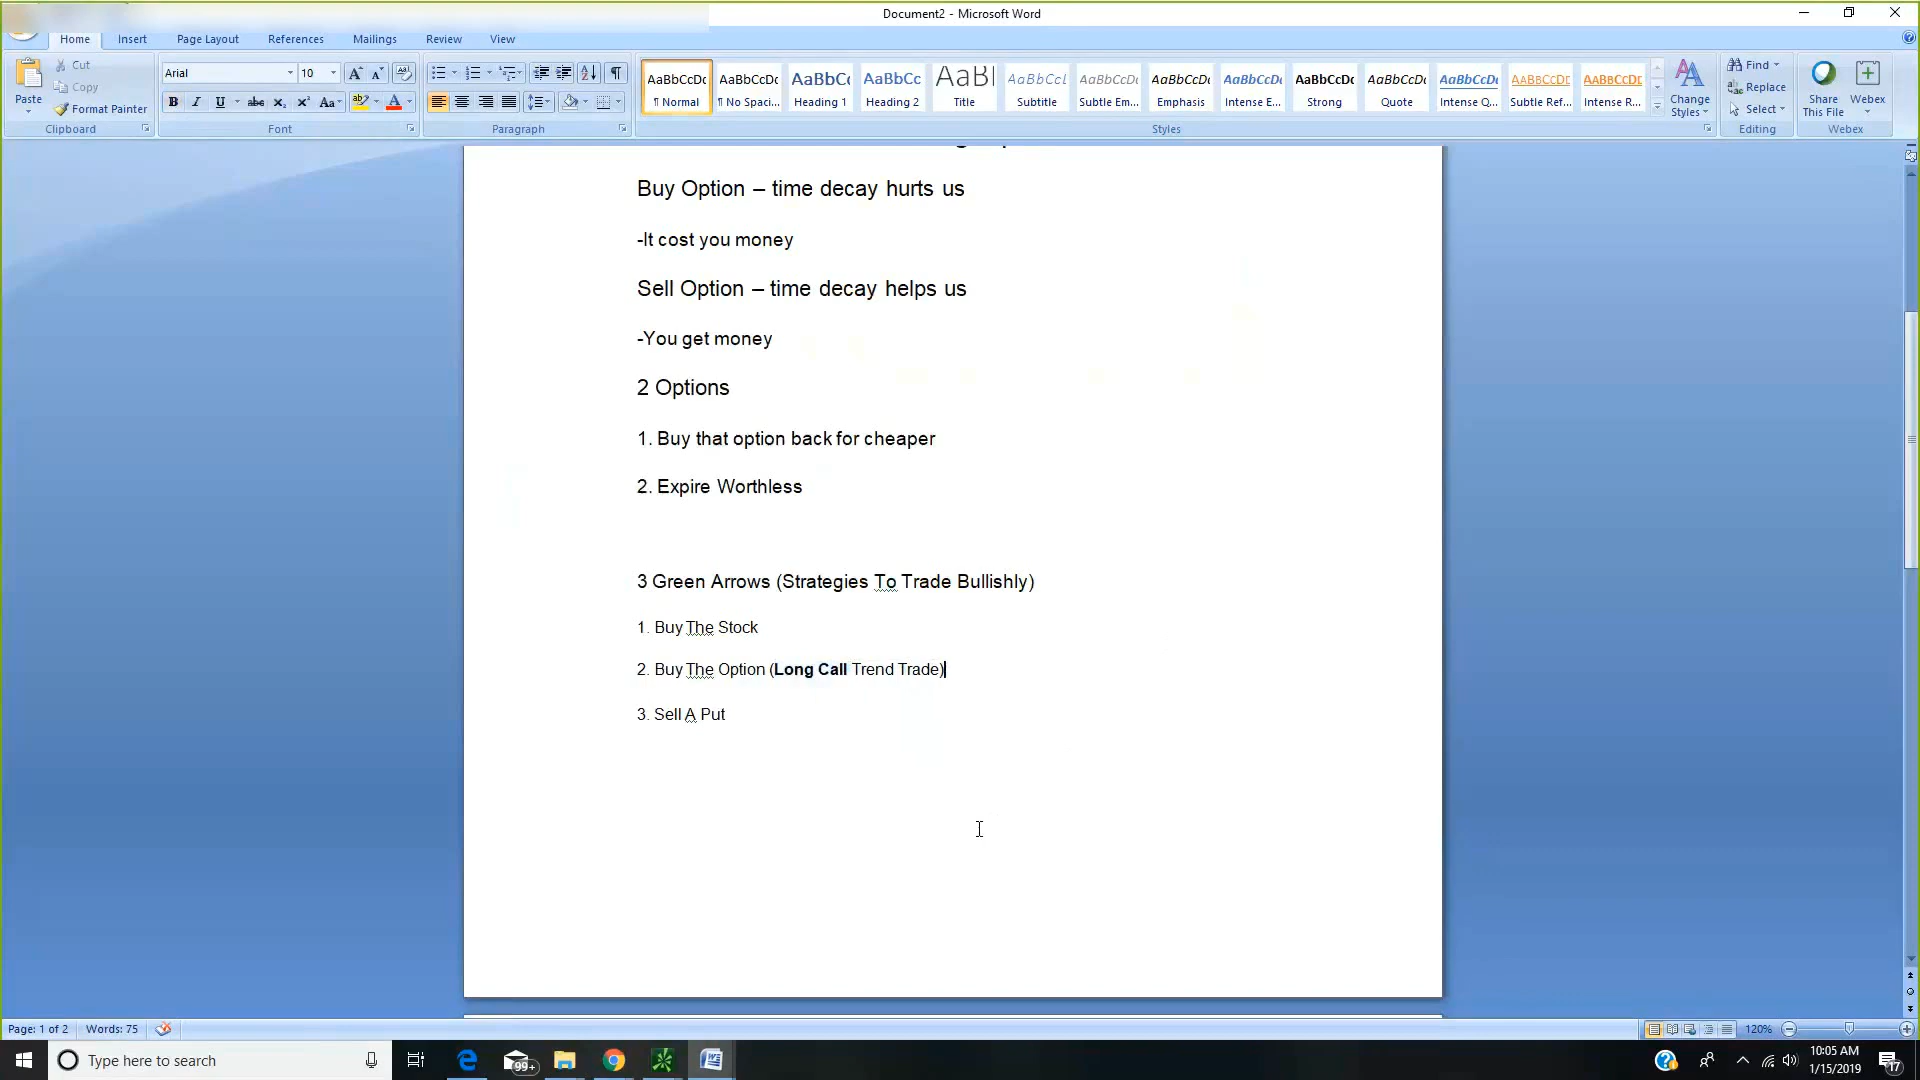 Document2 - Microsoft Word
Home Insert Page Layout References Mailings Review View
Cut
Copy
Format Painter
Paste
Clipboard
Arial 10
Font
Paragraph
AaBbCcDc AaBbCcDc AaBbC AaBbCc AaB AaBbCcL AaBbCcDc AaBbCcDc AaBbCcDc AaBbCcDc AaBbCcDc AaBbCcDc AABBCCDC AABBCCDC
¶ Normal ¶ No Spaci... Heading 1 Heading 2 Title Subtitle Subtle Em... Emphasis Intense E... Strong Quote Intense Q... Subtle Ref... Intense R...
Styles
Change Styles
Find
Replace
Select
Editing
Share This File
Webex
Webex
Buy Option – time decay hurts us
-It cost you money
Sell Option – time decay helps us
-You get money
2 Options
1. Buy that option back for cheaper
2. Expire Worthless
3 Green Arrows (Strategies To Trade Bullishly)
1. Buy The Stock
2. Buy The Option (Long Call Trend Trade)
3. Sell A Put
Page: 1 of 2 Words: 75
120%
Type here to search
99+
10:05 AM
1/15/2019
17